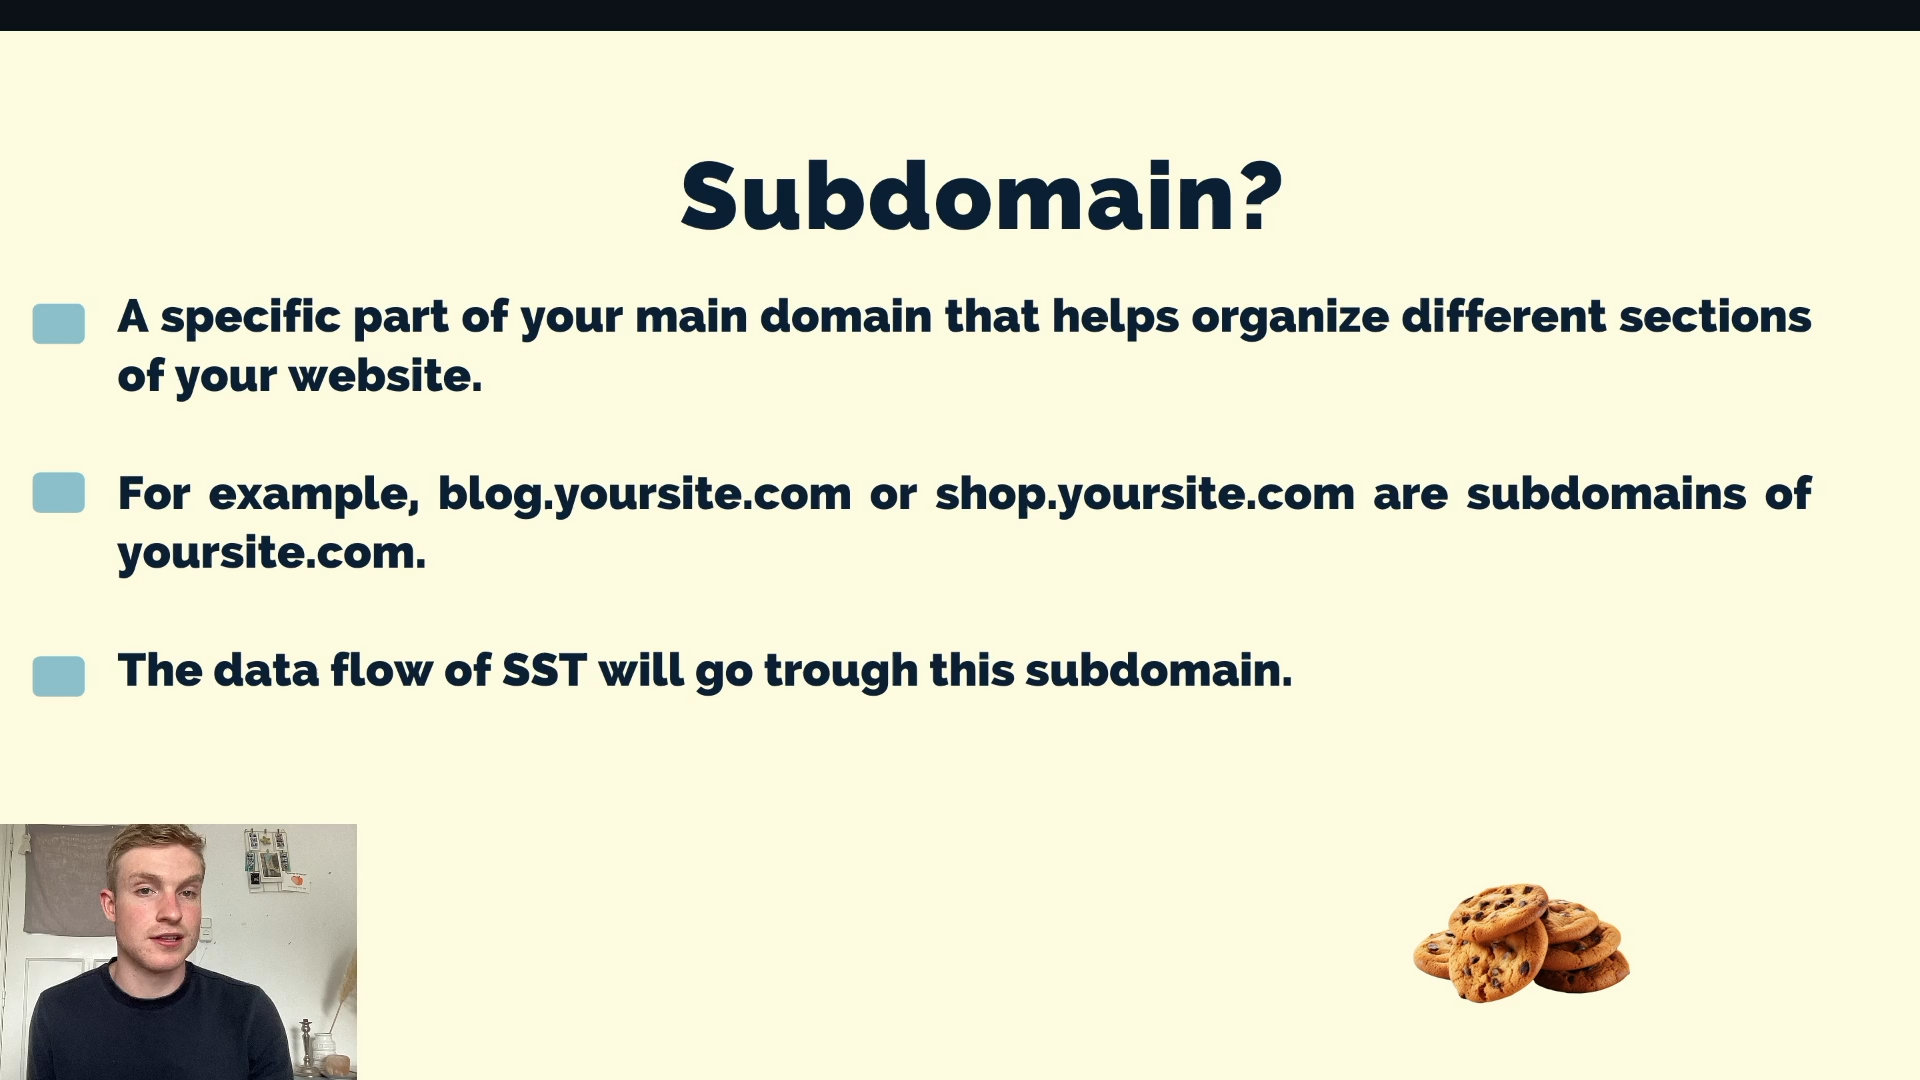 Subdomain?
A specific part of your main domain that helps organize different sections
of your website.
For example, blog.yoursite.com or shop.yoursite.com are subdomains of
yoursite.com.
The data flow of SST will go trough this subdomain.